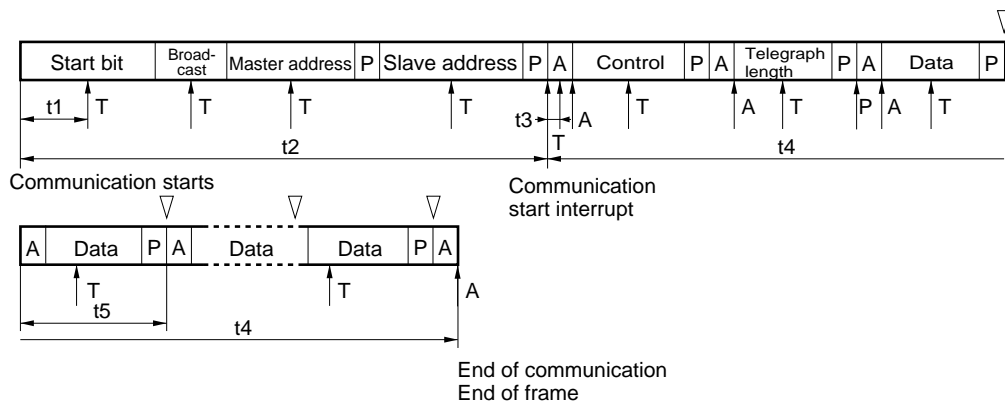 Start bit Broad-cast Master address P Slave address P A Control P A Telegraph length P A Data P
t1 T T T T t3 A T A T P A T
t2 T t4
Communication starts
Communication
start interrupt
A Data P A Data Data P A
T T A
t5
t4
End of communication
End of frame